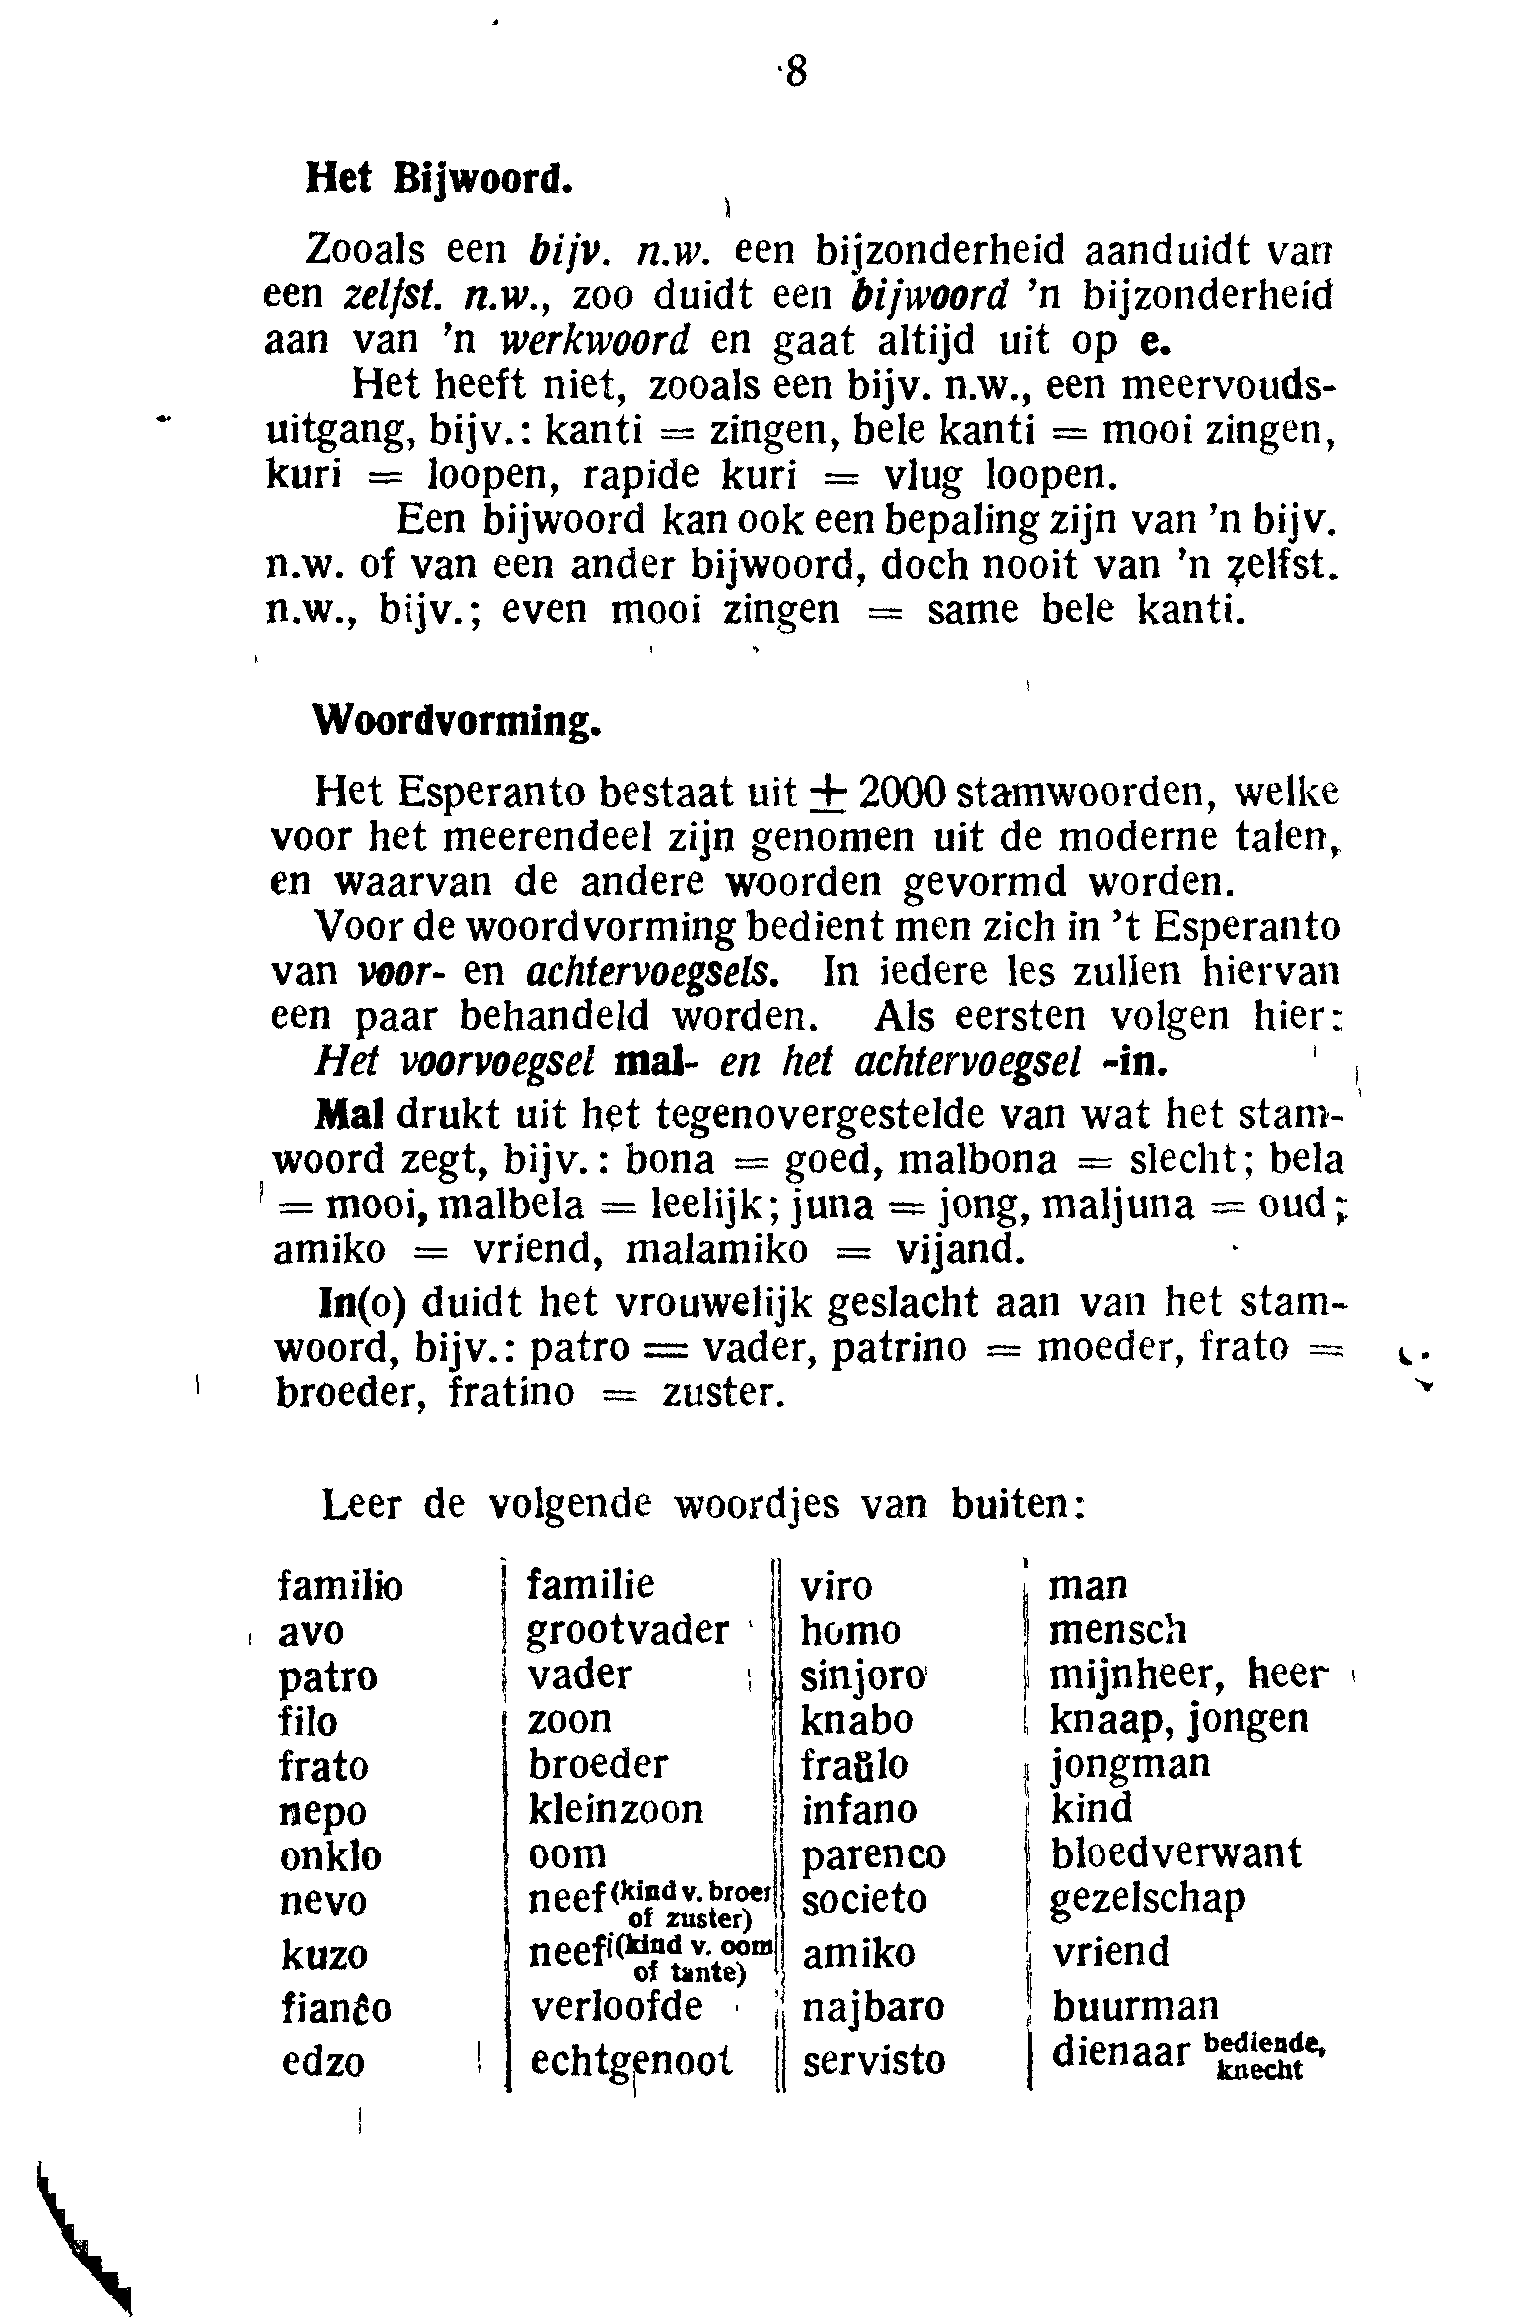 8
Het Bijwoord.
Zooals een bijv. n.w. een bijzonderheid aanduidt van
een zelfst. n.w., zoo duidt een bijwoord ’n bijzonderheid
aan van ’n werkwoord en gaat altijd uit op e.
Het heeft niet, zooals een bijv. n.w., een meervouds-
uitgang, bijv.: kanti = zingen, bele kanti = mooi zingen,
kuri = loopen, rapide kuri = vlug loopen.
Een bijwoord kan ook een bepaling zijn van ’n bijv.
n.w. of van een ander bijwoord, doch nooit van ’n zelfst.
n.w., bijv.; even mooi zingen = same bele kanti.
Woordvorming.
Het Esperanto bestaat uit ± 2000 stamwoorden, welke
voor het meerendeel zijn genomen uit de moderne talen,
en waarvan de andere woorden gevormd worden.
Voor de woordvorming bedient men zich in ’t Esperanto
van voor- en achtervoegsels. In iedere les zullen hiervan
een paar behandeld worden. Als eersten volgen hier:
Het voorvoegsel mal- en het achtervoegsel -in.
Mal drukt uit het tegenovergestelde van wat het stam-
woord zegt, bijv.: bona = goed, malbona = slecht; bela
= mooi, malbela = leelijk; juna = jong, maljuna = oud;
amiko = vriend, malamiko = vijand.
In(o) duidt het vrouwelijk geslacht aan van het stam-
woord, bijv.: patro = vader, patrino = moeder, frato =
broeder, fratino = zuster.
Leer de volgende woordjes van buiten:
familio familie viro man
avo grootvader homo mensch
patro vader sinjoro mijnheer, heer
filo zoon knabo knaap, jongen
frato broeder fraŭlo jongman
nepo kleinzoon infano kind
onklo oom parenco bloedverwant
nevo neef (kind v. broer of zuster) societo gezelschap
kuzo neef (kind v. oom of tante) amiko vriend
fianĉo verloofde najbaro buurman
edzo echtgenoot servisto dienaar bediende, knecht